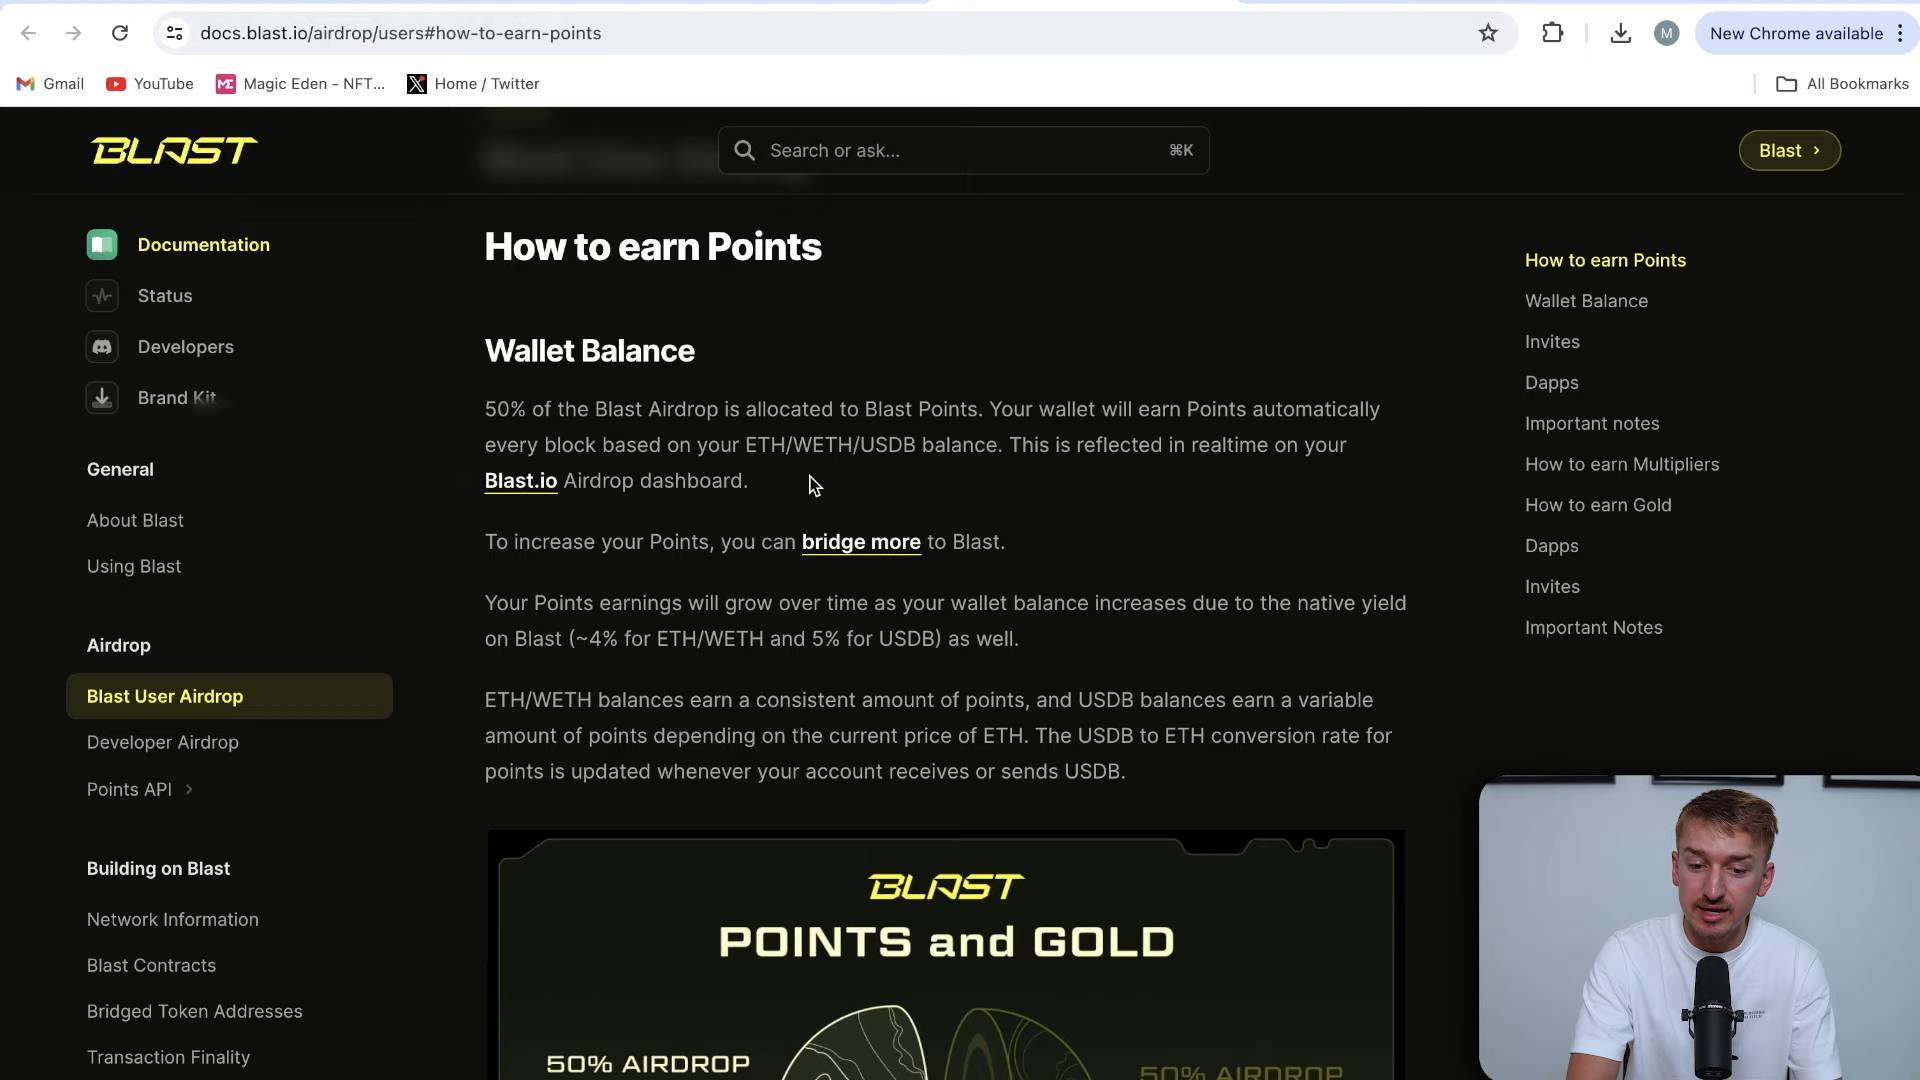 docs.blast.io/airdrop/users#how-to-earn-points
M
New Chrome available
Gmail
YouTube
Magic Eden - NFT...
Home / Twitter
All Bookmarks
BLAST
Search or ask...
⌘K
Blast
Documentation
Status
Developers
Brand Kit
General
About Blast
Using Blast
Airdrop
Blast User Airdrop
Developer Airdrop
Points API
Building on Blast
Network Information
Blast Contracts
Bridged Token Addresses
Transaction Finality
How to earn Points
Wallet Balance
50% of the Blast Airdrop is allocated to Blast Points. Your wallet will earn Points automatically
every block based on your ETH/WETH/USDB balance. This is reflected in realtime on your
Blast.io Airdrop dashboard.
To increase your Points, you can bridge more to Blast.
Your Points earnings will grow over time as your wallet balance increases due to the native yield
on Blast (~4% for ETH/WETH and 5% for USDB) as well.
ETH/WETH balances earn a consistent amount of points, and USDB balances earn a variable
amount of points depending on the current price of ETH. The USDB to ETH conversion rate for
points is updated whenever your account receives or sends USDB.
BLAST
POINTS and GOLD
50% AIRDROP
50% AIRDROP
How to earn Points
Wallet Balance
Invites
Dapps
Important notes
How to earn Multipliers
How to earn Gold
Dapps
Invites
Important Notes